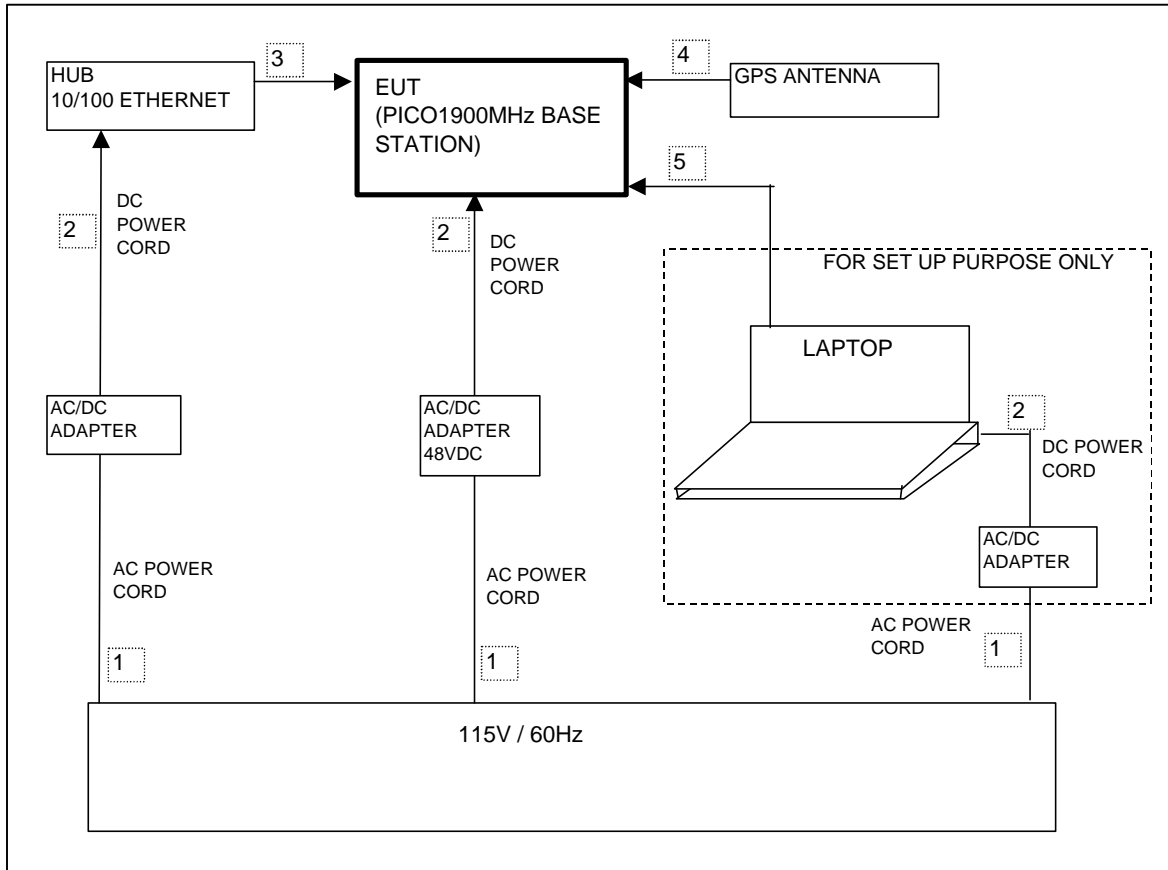 3
4
HUB
10/100 ETHERNET
EUT
(PICO1900MHz BASE
STATION)
GPS ANTENNA
5
2
DC
POWER
CORD
2
DC
POWER
CORD
FOR SET UP PURPOSE ONLY
LAPTOP
2
DC POWER
CORD
AC/DC
ADAPTER
AC/DC
ADAPTER
48VDC
AC/DC
ADAPTER
AC POWER
CORD
AC POWER
CORD
AC POWER
CORD
1
1
1
115V / 60Hz